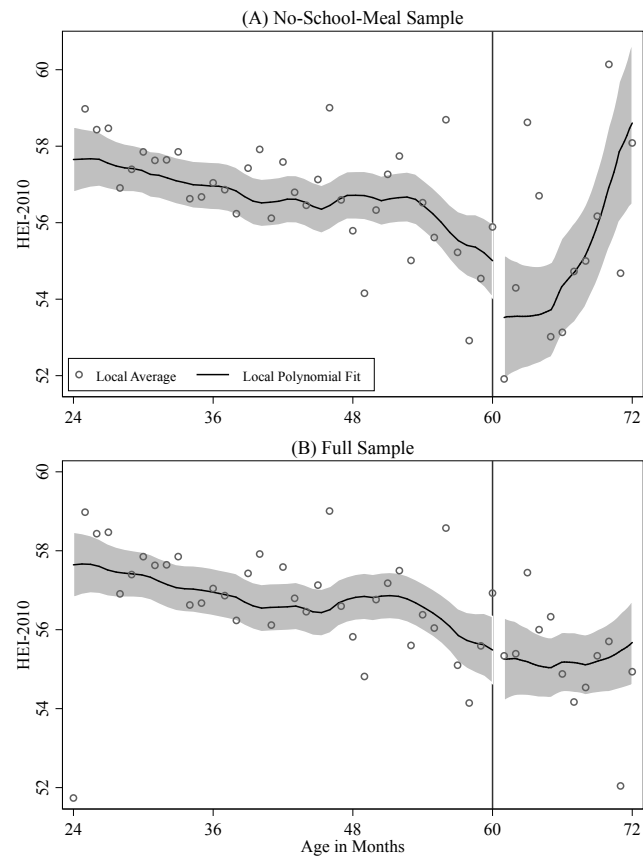 (A) No-School-Meal Sample
60
58
56
54
52
HEI-2010
Local Average Local Polynomial Fit
24 36 48 60 72
(B) Full Sample
60
58
56
54
52
HEI-2010
24 36 48 60 72
Age in Months